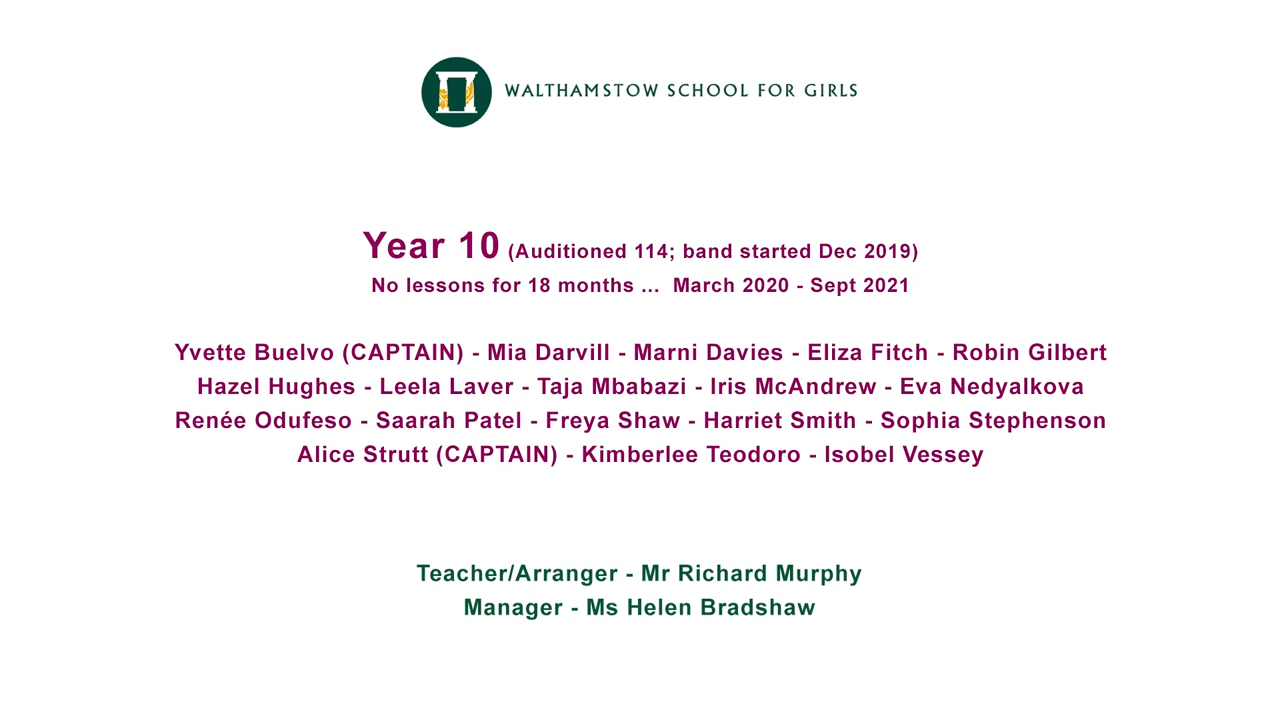 WALTHAMSTOW SCHOOL FOR GIRLS
Year 10 (Auditioned 114; band started Dec 2019)
No lessons for 18 months ... March 2020 - Sept 2021
Yvette Buelvo (CAPTAIN) - Mia Darvill - Marni Davies - Eliza Fitch - Robin Gilbert
Hazel Hughes - Leela Laver - Taja Mbabazi - Iris McAndrew - Eva Nedyalkova
Renée Odufeso - Saarah Patel - Freya Shaw - Harriet Smith - Sophia Stephenson
Alice Strutt (CAPTAIN) - Kimberlee Teodoro - Isobel Vessey
Teacher/Arranger - Mr Richard Murphy
Manager - Ms Helen Bradshaw